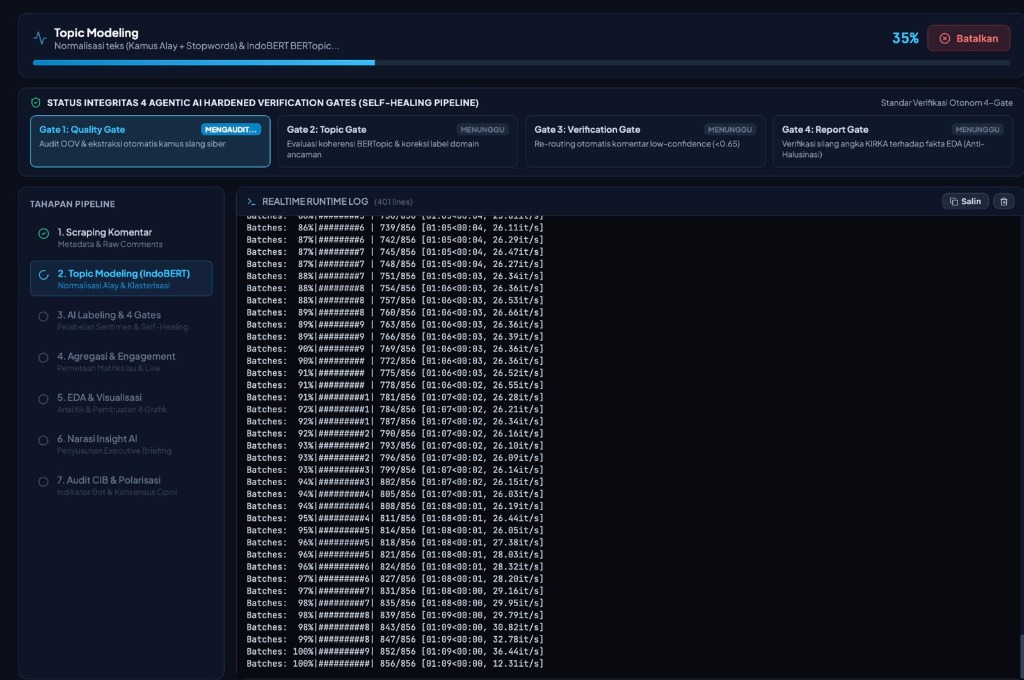 Topic Modeling
Normalisasi teks (Kamus Alay + Stopwords) & IndoBERT BERTopic...
35%
Batalkan
STATUS INTEGRITAS 4 AGENTIC AI HARDENED VERIFICATION GATES (SELF-HEALING PIPELINE)
Standar Verifikasi Otonom 4-Gate
Gate 1: Quality Gate
MENGAUDIT...
Audit OOV & ekstraksi otomatis kamus slang siber
Gate 2: Topic Gate
MENUNGGU
Evaluasi koherensi BERTopic & koreksi label domain
ancaman
Gate 3: Verification Gate
MENUNGGU
Re-routing otomatis komentar low-confidence (<0.65)
Gate 4: Report Gate
MENUNGGU
Verifikasi silang angka KIRKA terhadap fakta EDA (Anti-
Halusinasi)
TAHAPAN PIPELINE
1. Scraping Komentar
Metadata & Raw Comments
2. Topic Modeling (IndoBERT)
Normalisasi Alay & Klasterisasi
3. AI Labeling & 4 Gates
Pelabelan Sentimen & Self-Healing
4. Agregasi & Engagement
Pemetaan Matriks Isu & Like
5. EDA & Visualisasi
Analitik & Pembuatan 8 Grafik
6. Narasi Insight AI
Penyusunan Executive Briefing
7. Audit CIB & Polarisasi
Indikator Bot & Konsensus Opini
>_ REALTIME RUNTIME LOG (401 lines)
Salin
Batches: 86%|########6 | 739/856 [01:05<00:04, 26.11it/s]
Batches: 87%|########6 | 742/856 [01:05<00:04, 26.29it/s]
Batches: 87%|########7 | 745/856 [01:05<00:04, 26.47it/s]
Batches: 87%|########7 | 748/856 [01:05<00:04, 26.27it/s]
Batches: 88%|########7 | 751/856 [01:05<00:03, 26.34it/s]
Batches: 88%|########8 | 754/856 [01:06<00:03, 26.36it/s]
Batches: 88%|########8 | 757/856 [01:06<00:03, 26.53it/s]
Batches: 89%|########8 | 760/856 [01:06<00:03, 26.66it/s]
Batches: 89%|########9 | 763/856 [01:06<00:03, 26.36it/s]
Batches: 89%|########9 | 766/856 [01:06<00:03, 26.39it/s]
Batches: 90%|########9 | 769/856 [01:06<00:03, 26.36it/s]
Batches: 90%|######### | 772/856 [01:06<00:03, 26.36it/s]
Batches: 91%|######### | 775/856 [01:06<00:03, 26.52it/s]
Batches: 91%|######### | 778/856 [01:06<00:02, 26.55it/s]
Batches: 91%|#########1| 781/856 [01:07<00:02, 26.28it/s]
Batches: 92%|#########1| 784/856 [01:07<00:02, 26.21it/s]
Batches: 92%|#########1| 787/856 [01:07<00:02, 26.34it/s]
Batches: 92%|#########2| 790/856 [01:07<00:02, 26.16it/s]
Batches: 93%|#########2| 793/856 [01:07<00:02, 26.10it/s]
Batches: 93%|#########2| 796/856 [01:07<00:02, 26.09it/s]
Batches: 93%|#########3| 799/856 [01:07<00:02, 26.14it/s]
Batches: 94%|#########3| 802/856 [01:07<00:02, 26.15it/s]
Batches: 94%|#########4| 805/856 [01:07<00:01, 26.03it/s]
Batches: 94%|#########4| 808/856 [01:08<00:01, 26.19it/s]
Batches: 95%|#########4| 811/856 [01:08<00:01, 26.44it/s]
Batches: 95%|#########5| 814/856 [01:08<00:01, 26.05it/s]
Batches: 96%|#########5| 818/856 [01:08<00:01, 27.38it/s]
Batches: 96%|#########5| 821/856 [01:08<00:01, 28.03it/s]
Batches: 96%|#########6| 824/856 [01:08<00:01, 28.32it/s]
Batches: 97%|#########6| 827/856 [01:08<00:01, 28.20it/s]
Batches: 97%|#########7| 831/856 [01:08<00:00, 29.16it/s]
Batches: 98%|#########7| 835/856 [01:08<00:00, 29.95it/s]
Batches: 98%|#########8| 839/856 [01:09<00:00, 29.79it/s]
Batches: 98%|#########8| 843/856 [01:09<00:00, 30.82it/s]
Batches: 99%|#########8| 847/856 [01:09<00:00, 32.78it/s]
Batches: 100%|#########9| 852/856 [01:09<00:00, 36.44it/s]
Batches: 100%|##########| 856/856 [01:09<00:00, 12.31it/s]